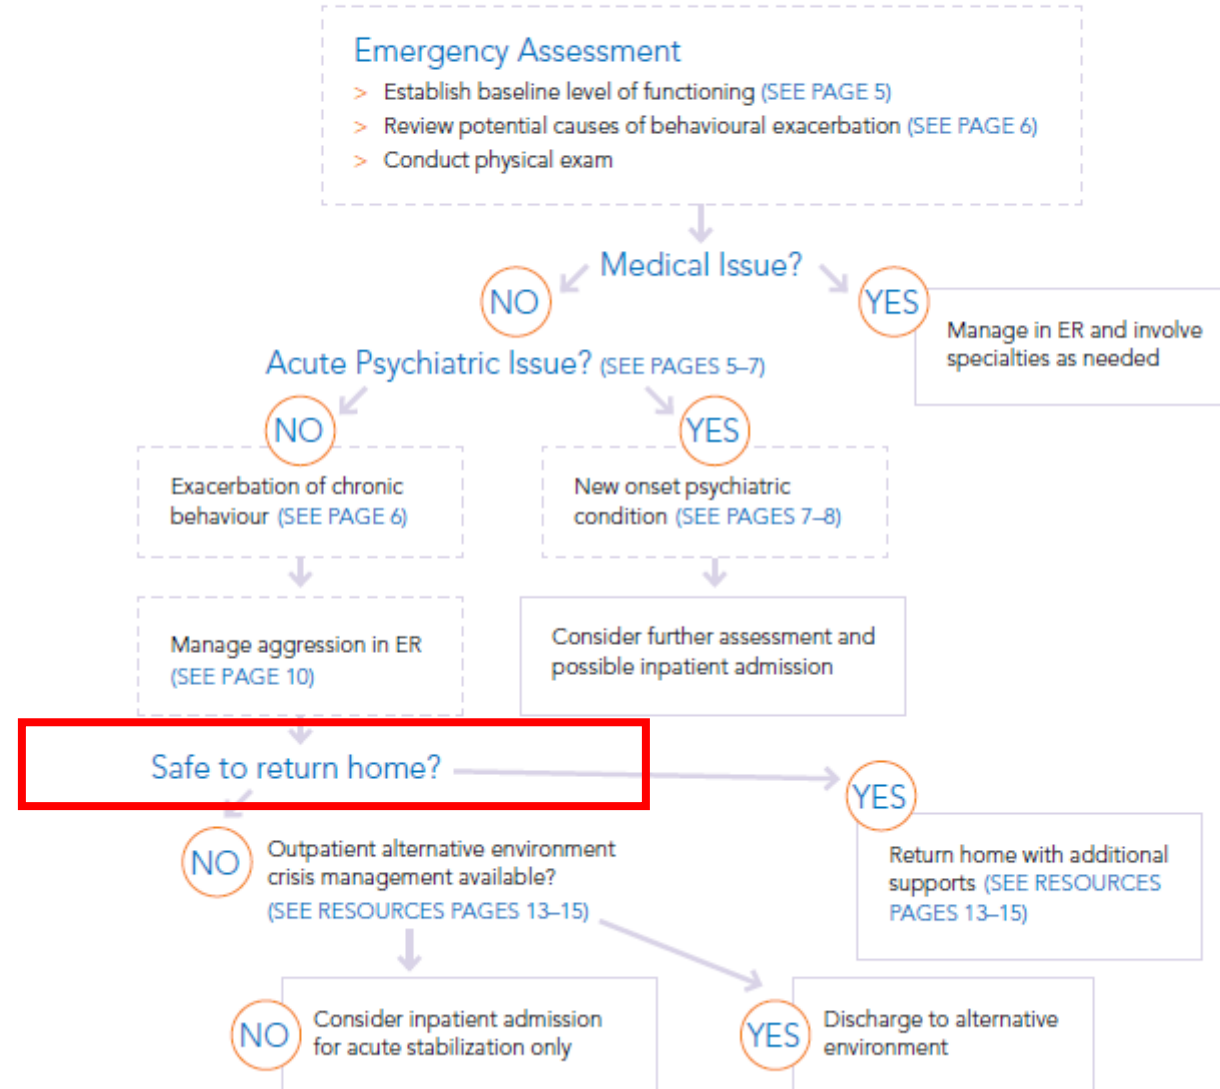 Emergency Assessment
> Establish baseline level of functioning (SEE PAGE 5)
> Review potential causes of behavioural exacerbation (SEE PAGE 6)
> Conduct physical exam
Medical Issue?
NO
YES
Manage in ER and involve
specialties as needed
Acute Psychiatric Issue? (SEE PAGES 5–7)
NO
Exacerbation of chronic
behaviour (SEE PAGE 6)
YES
New onset psychiatric
condition (SEE PAGES 7–8)
Manage aggression in ER
(SEE PAGE 10)
Consider further assessment and
possible inpatient admission
Safe to return home?
NO
Outpatient alternative environment
crisis management available?
(SEE RESOURCES PAGES 13–15)
YES
Return home with additional
supports (SEE RESOURCES
PAGES 13–15)
NO
Consider inpatient admission
for acute stabilization only
YES
Discharge to alternative
environment